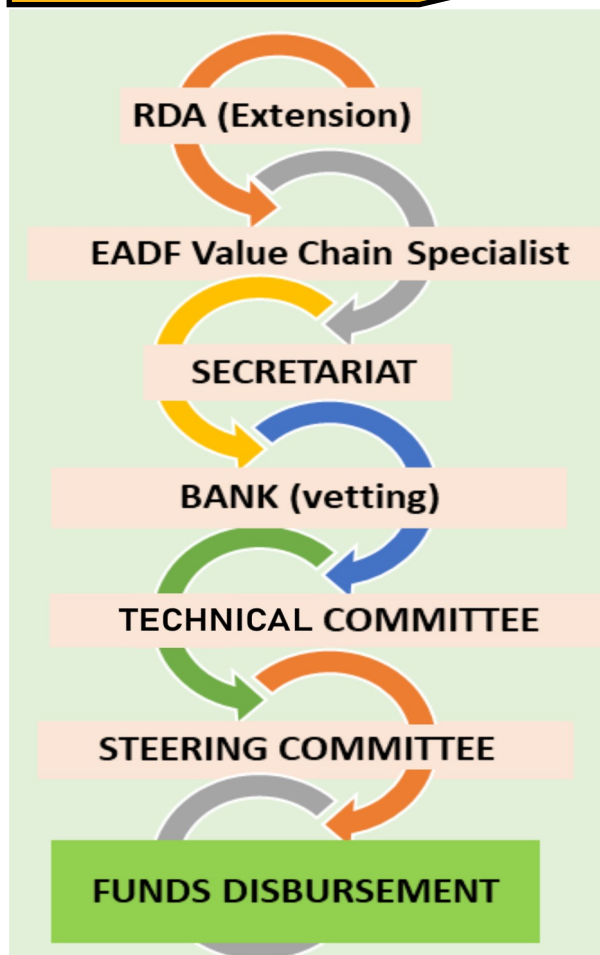 RDA (Extension)
EADF Value Chain Specialist
SECRETARIAT
BANK (vetting)
TECHNICAL COMMITTEE
STEERING COMMITTEE
FUNDS DISBURSEMENT